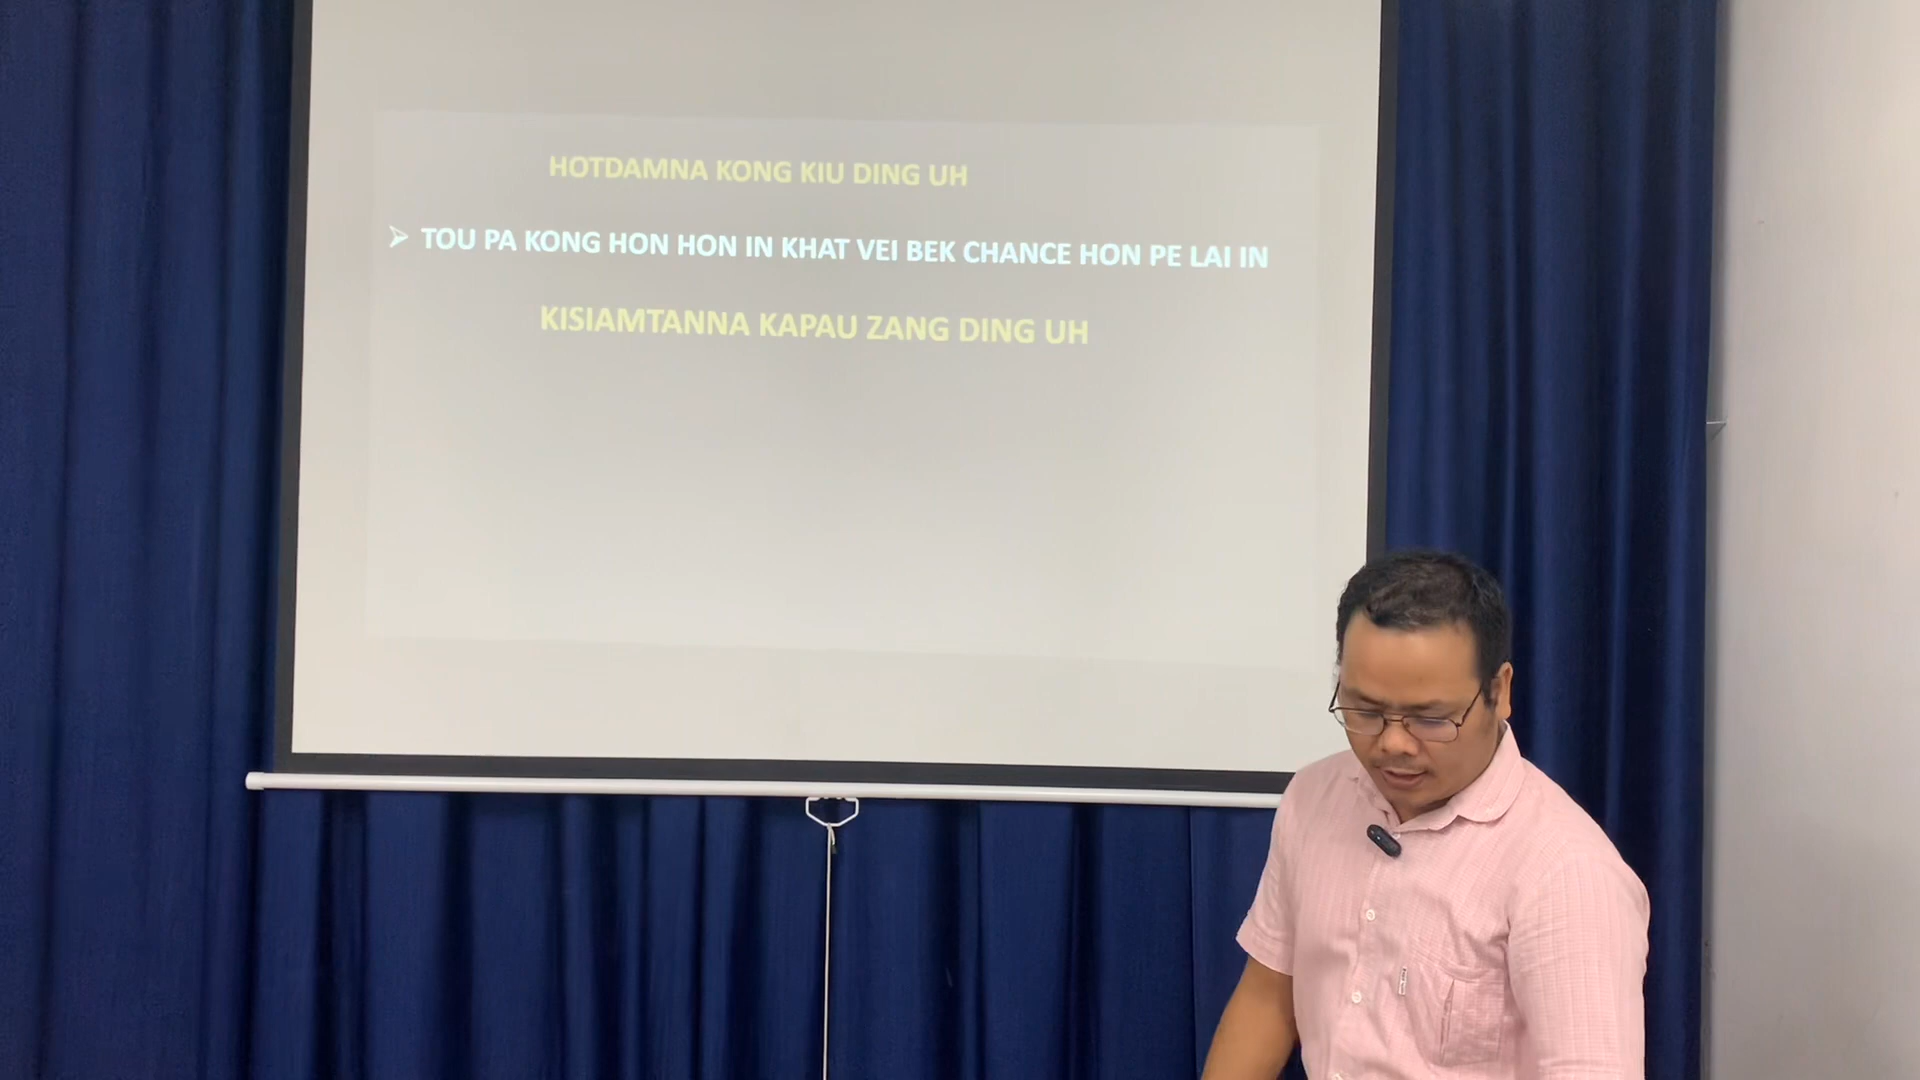 HOTDAMNA KONG KIU DING UH
➢ TOU PA KONG HON HON IN KHAT VEI BEK CHANCE HON PE LAI IN
KISIAMTANNA KAPAU ZANG DING UH